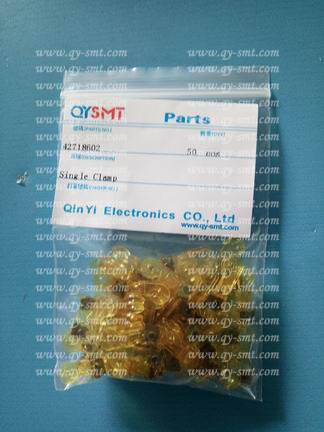 QYSMT Parts
42718602 50 pcs
Single Clamp
QinYi Electronics CO., Ltd
www.qy-smt.com
www.qy-smt.com